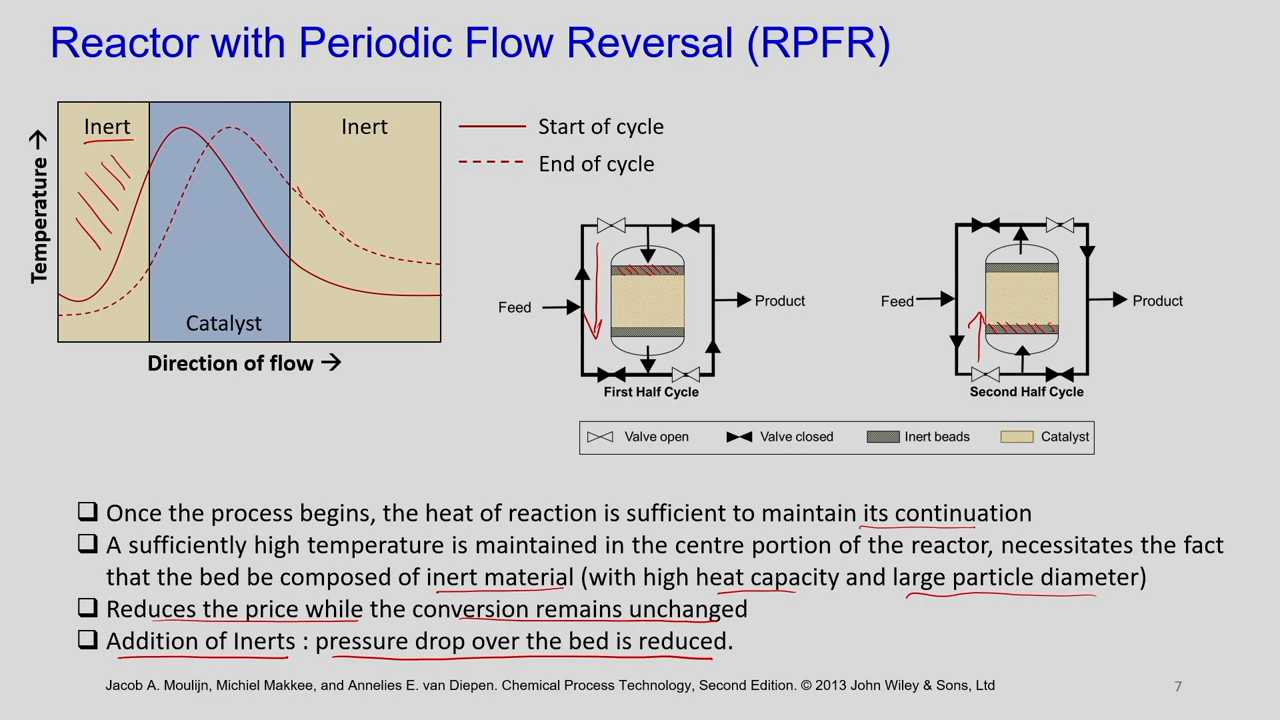 Reactor with Periodic Flow Reversal (RPFR)
Inert
Inert
Catalyst
Temperature →
Direction of flow →
Start of cycle
End of cycle
Feed
Product
First Half Cycle
Feed
Product
Second Half Cycle
Valve open
Valve closed
Inert beads
Catalyst
❑ Once the process begins, the heat of reaction is sufficient to maintain its continuation
❑ A sufficiently high temperature is maintained in the centre portion of the reactor, necessitates the fact
that the bed be composed of inert material (with high heat capacity and large particle diameter)
❑ Reduces the price while the conversion remains unchanged
❑ Addition of Inerts : pressure drop over the bed is reduced.
Jacob A. Moulijn, Michiel Makkee, and Annelies E. van Diepen. Chemical Process Technology, Second Edition. © 2013 John Wiley & Sons, Ltd
7